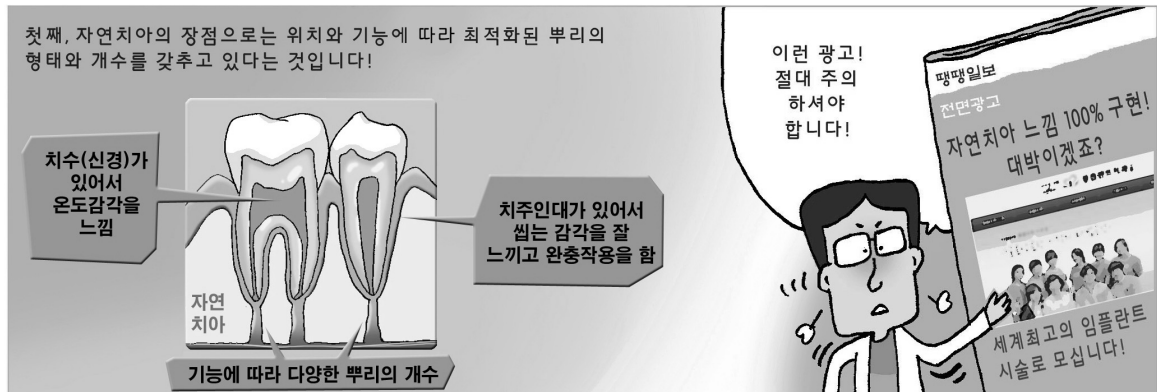 첫째, 자연치아의 장점으로는 위치와 기능에 따라 최적화된 뿌리의
형태와 개수를 갖추고 있다는 것입니다!
치수(신경)가
있어서
온도감각을
느낌
치주인대가 있어서
씹는 감각을 잘
느끼고 완충작용을 함
자연
치아
기능에 따라 다양한 뿌리의 개수
이런 광고!
절대 주의
하셔야
합니다!
땡땡일보
전면광고
자연치아 느낌 100% 구현!
대박이겠죠?
세계최고의 임플란트
시술로 모십니다!